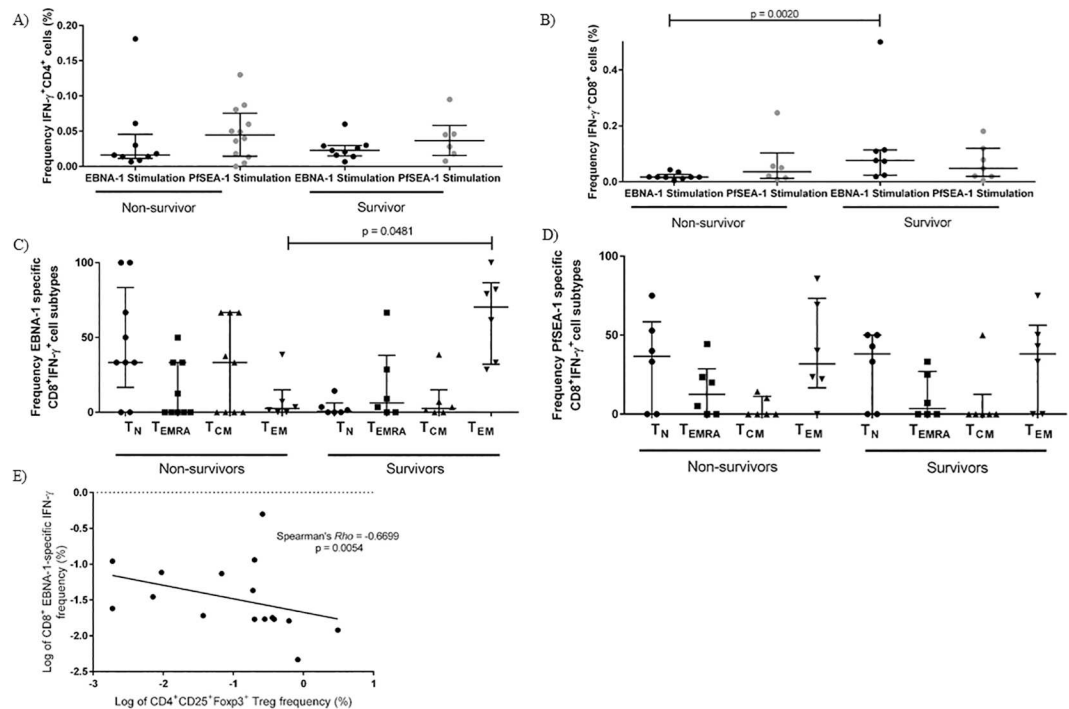 A)
Frequency IFN-γ⁺CD4⁺ cells (%)
0.20
0.15
0.10
0.05
0.00
EBNA-1 Stimulation PfSEA-1 Stimulation EBNA-1 Stimulation PfSEA-1 Stimulation
Non-survivor Survivor
B)
p = 0.0020
Frequency IFN-γ⁺CD8⁺ cells (%)
0.4
0.2
0.0
EBNA-1 Stimulation PfSEA-1 Stimulation EBNA-1 Stimulation PfSEA-1 Stimulation
Non-survivor Survivor
C)
p = 0.0481
Frequency EBNA-1 specific
CD8⁺IFN-γ⁺cell subtypes
100
50
0
TN TEMRA TCM TEM TN TEMRA TCM TEM
Non-survivors Survivors
D)
Frequency PfSEA-1 specific
CD8⁺IFN-γ⁺ cell subtypes
100
50
0
TN TEMRA TCM TEM TN TEMRA TCM TEM
Non-survivors Survivors
E)
Log of CD8⁺ EBNA-1-specific IFN-γ
frequency (%)
0.0
-0.5
-1.0
-1.5
-2.0
-2.5
Spearman's Rho = -0.6699
p = 0.0054
-3 -2 -1 0 1
Log of CD4⁺CD25⁺Foxp3⁺ Treg frequency (%)